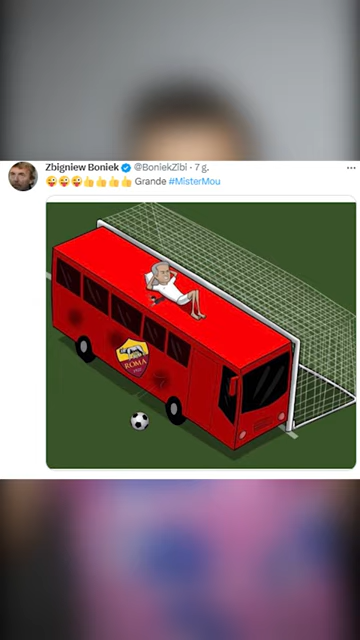 Zbigniew Boniek @BoniekZibi · 7 g.
😜😜😜👍👍👍👍 Grande #MisterMou
ROMA